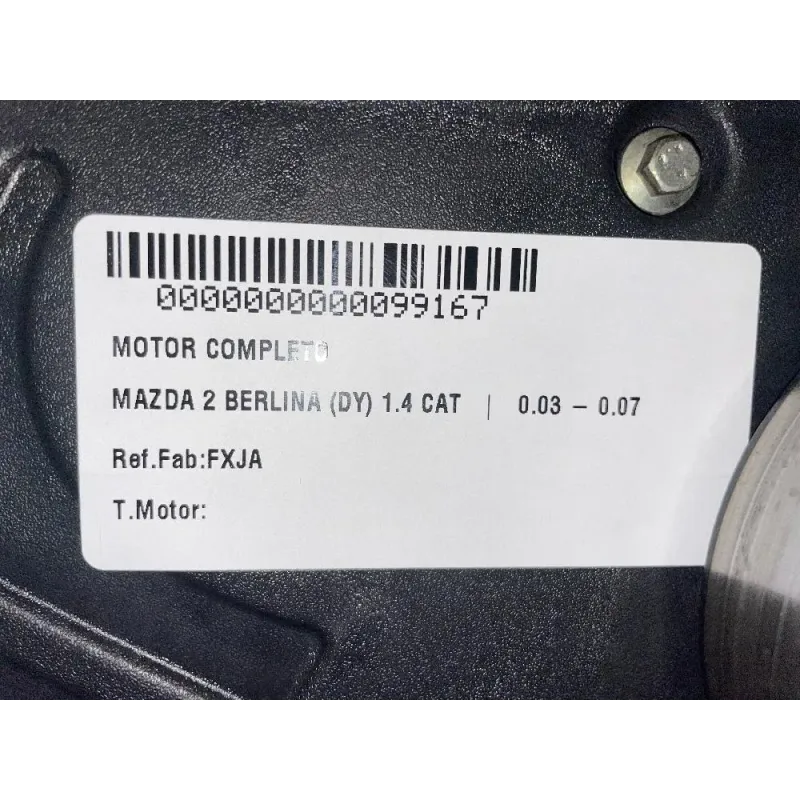 0000000000099167
MOTOR COMPLETO
MAZDA 2 BERLINA (DY) 1.4 CAT | 0.03 – 0.07
Ref.Fab:FXJA
T.Motor: